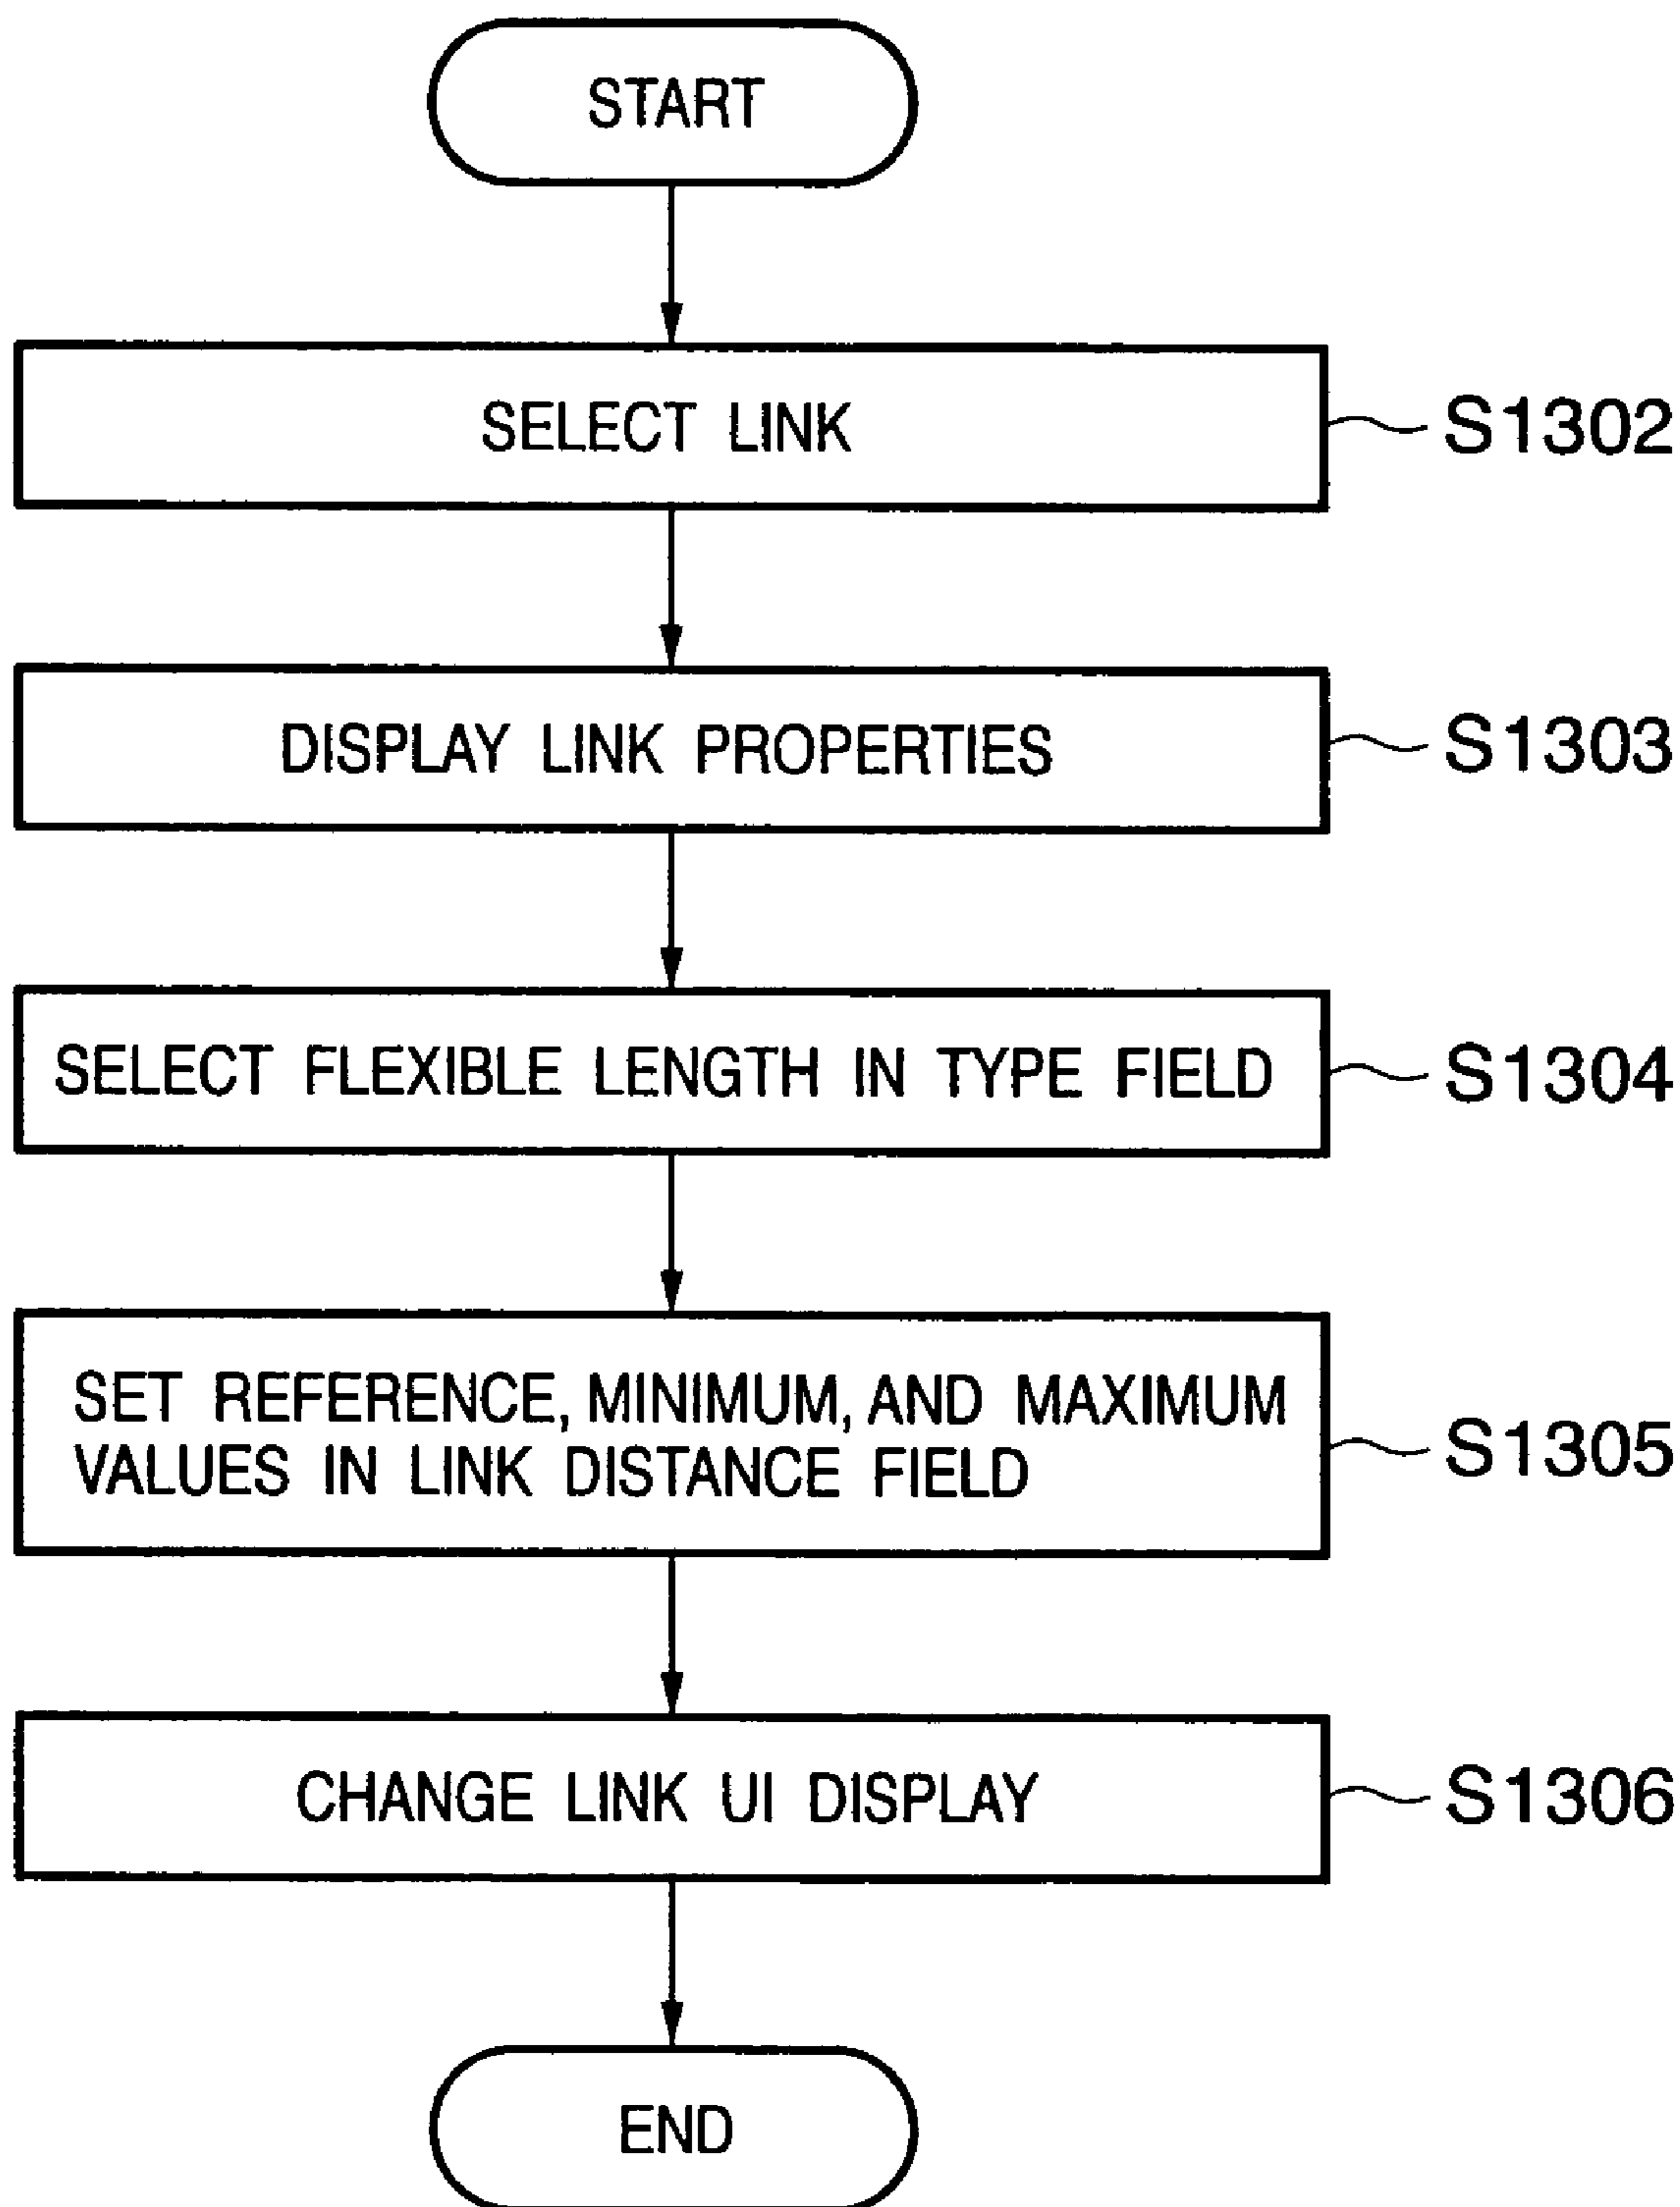 START
SELECT LINK
S1302
DISPLAY LINK PROPERTIES
S1303
SELECT FLEXIBLE LENGTH IN TYPE FIELD
S1304
SET REFERENCE, MINIMUM, AND MAXIMUM
VALUES IN LINK DISTANCE FIELD
S1305
CHANGE LINK UI DISPLAY
S1306
END